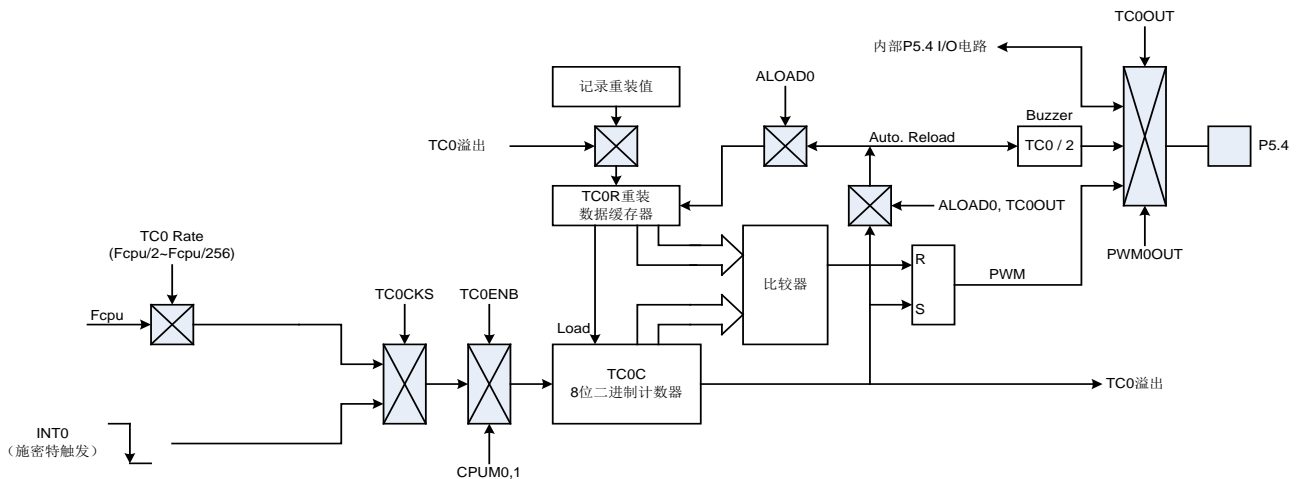 TC0OUT
内部P5.4 I/O电路
记录重装值
ALOAD0
Buzzer
TC0溢出
Auto. Reload
TC0 / 2
P5.4
TC0R重装
数据缓存器
ALOAD0, TC0OUT
TC0 Rate
(Fcpu/2~Fcpu/256)
PWM0OUT
R
PWM
比较器
S
TC0CKS
TC0ENB
Fcpu
Load
TC0C
8位二进制计数器
TC0溢出
INT0
（施密特触发）
CPUM0,1